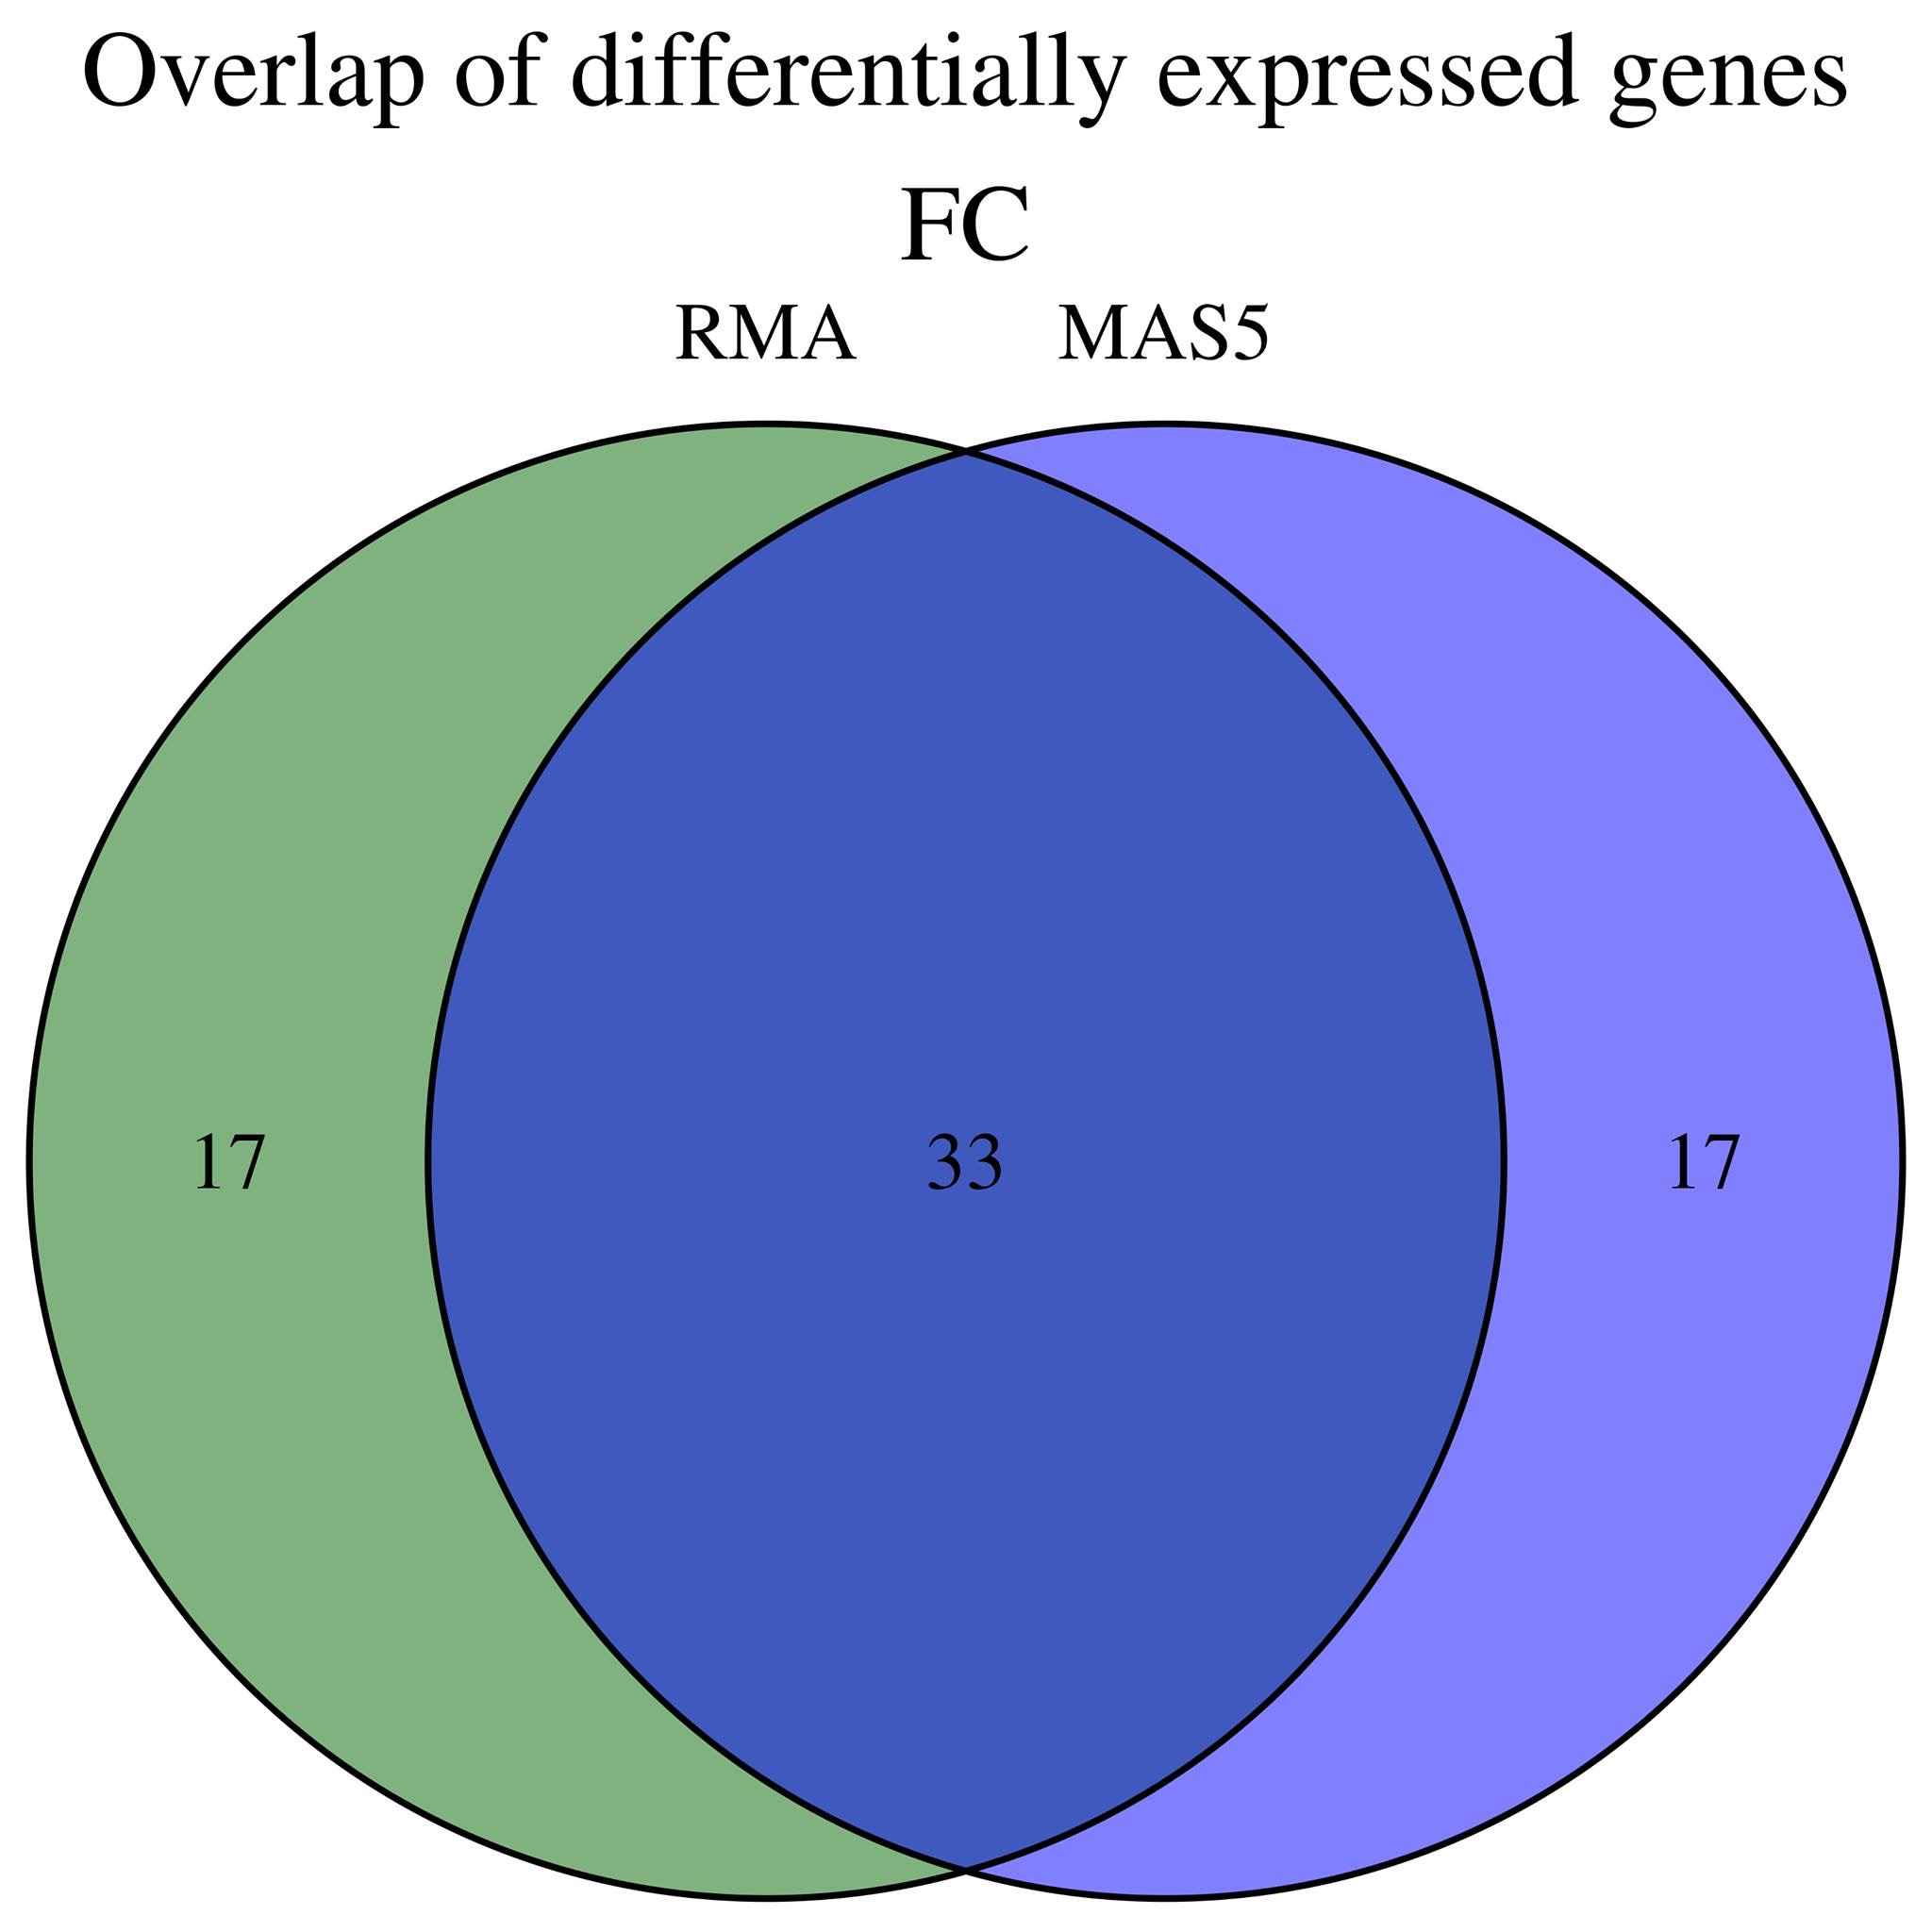 Overlap of differentially expressed genes
FC
RMA MAS5
17 33 17